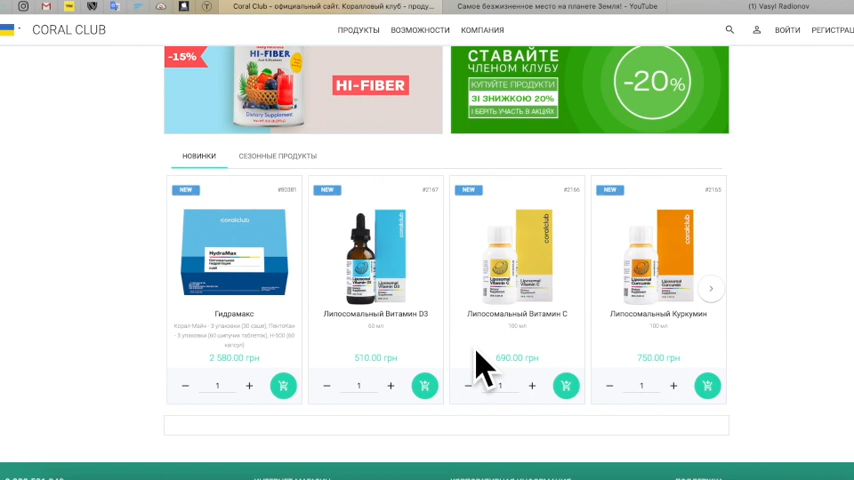 Coral Club - официальный сайт. Коралловый клуб - проду...
Самое безжизненное место на планете Земля! - YouTube
(1) Vasyl Radionov
CORAL CLUB
ПРОДУКТЫ
ВОЗМОЖНОСТИ
КОМПАНИЯ
ВОЙТИ
РЕГИСТРАЦ
-15%
HI-FIBER
HI-FIBER
СТАВАЙТЕ
ЧЛЕНОМ КЛУБУ
КУПУЙТЕ ПРОДУКТИ
ЗІ ЗНИЖКОЮ 20%
І БЕРІТЬ УЧАСТЬ В АКЦІЯХ
-20%
НОВИНКИ
СЕЗОННЫЕ ПРОДУКТЫ
NEW
#80381
coralclub
HydraMax
Гидрамакс
Корал-Майн - 3 упаковки (30 саше), ПентоКан
- 3 упаковки (60 шипучих таблеток), H-500 (60
капсул)
2 580.00 грн
1
NEW
#2167
coralclub
Liposomal
Vitamin D3
Липосомальный Витамин D3
60 мл
510.00 грн
1
NEW
#2166
coralclub
Liposomal
Vitamin C
Липосомальный Витамин C
100 мл
690.00 грн
1
NEW
#2165
coralclub
Liposomal
Curcumin
Липосомальный Куркумин
100 мл
750.00 грн
1